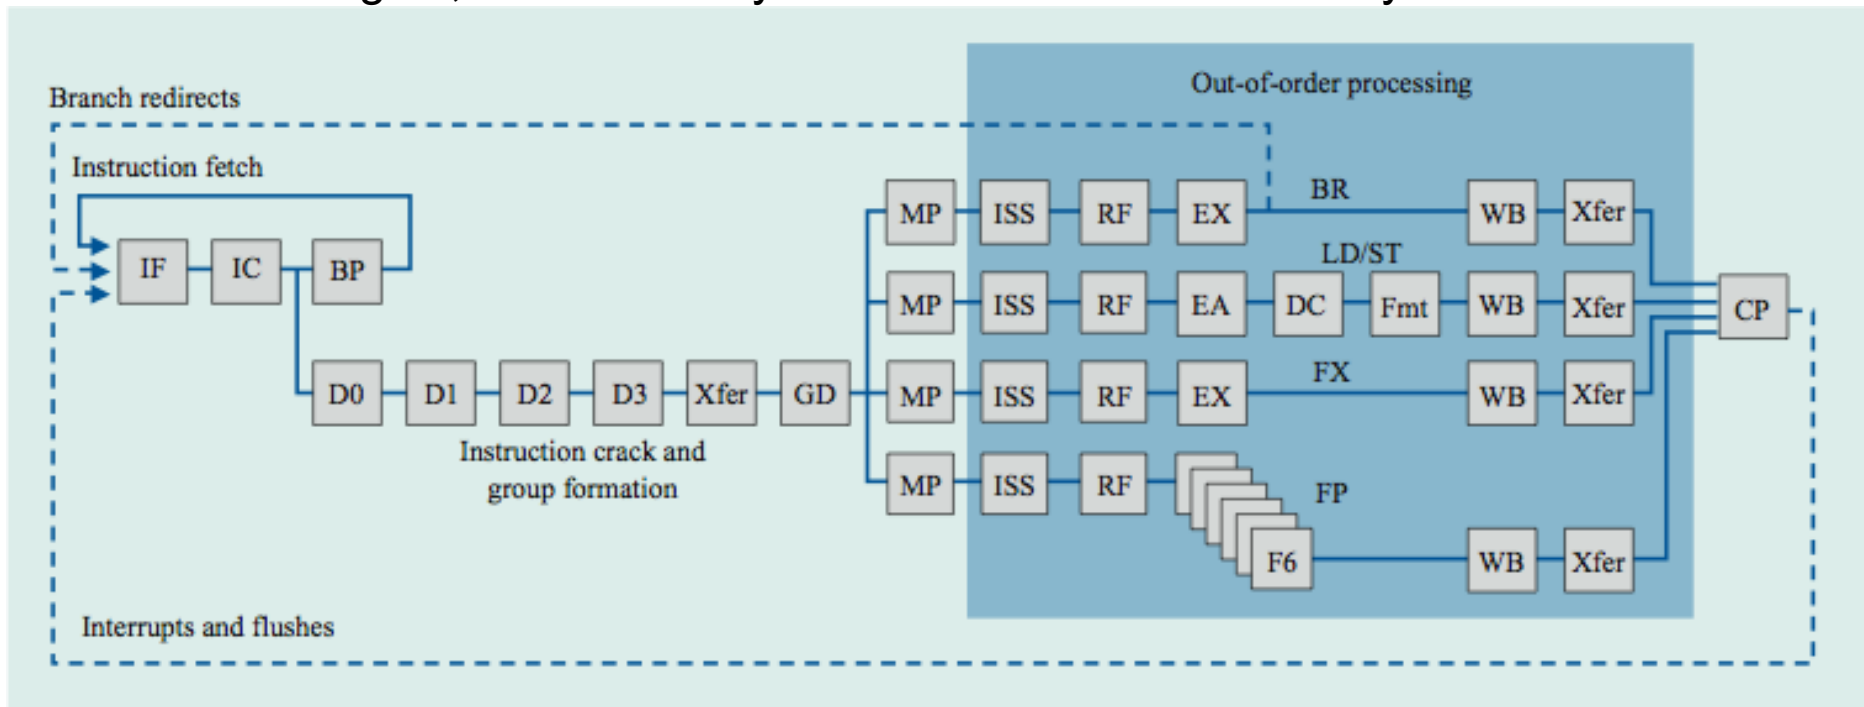 Out-of-order processing
Branch redirects
Instruction fetch
BR
MP ISS RF EX WB Xfer
IF IC BP
LD/ST
MP ISS RF EA DC Fmt WB Xfer
CP
FX
D0 D1 D2 D3 Xfer GD MP ISS RF EX WB Xfer
Instruction crack and
group formation
MP ISS RF FP
F6 WB Xfer
Interrupts and flushes